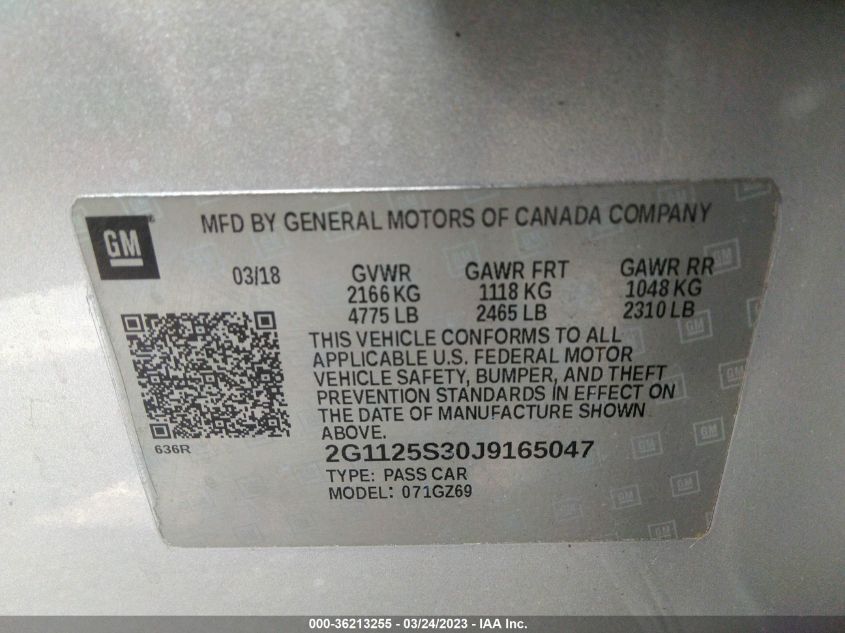 GM
MFD BY GENERAL MOTORS OF CANADA COMPANY
03/18 GVWR GAWR FRT GAWR RR
2166 KG 1118 KG 1048 KG
4775 LB 2465 LB 2310 LB
THIS VEHICLE CONFORMS TO ALL
APPLICABLE U.S. FEDERAL MOTOR
VEHICLE SAFETY, BUMPER, AND THEFT
PREVENTION STANDARDS IN EFFECT ON
THE DATE OF MANUFACTURE SHOWN
ABOVE.
636R
2G1125S30J9165047
TYPE: PASS CAR
MODEL: 071GZ69
000-36213255 - 03/24/2023 - IAA, Inc.